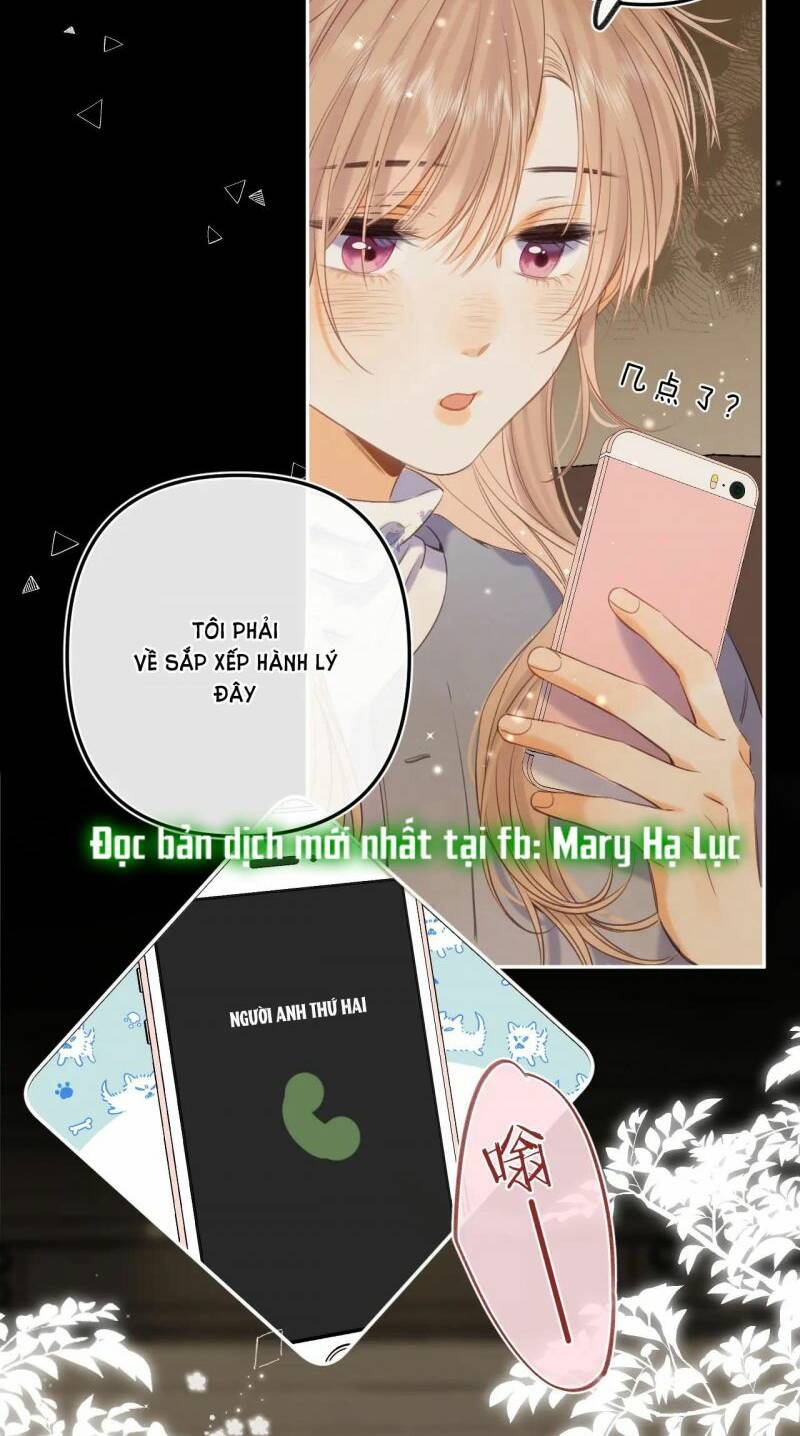 几点了?
TÔI PHẢI
VỀ SẮP XẾP HÀNH LÝ
ĐÂY
Đọc bản dịch mới nhất tại fb: Mary Hạ Lục
NGƯỜI ANH THỨ HAI
嗡—